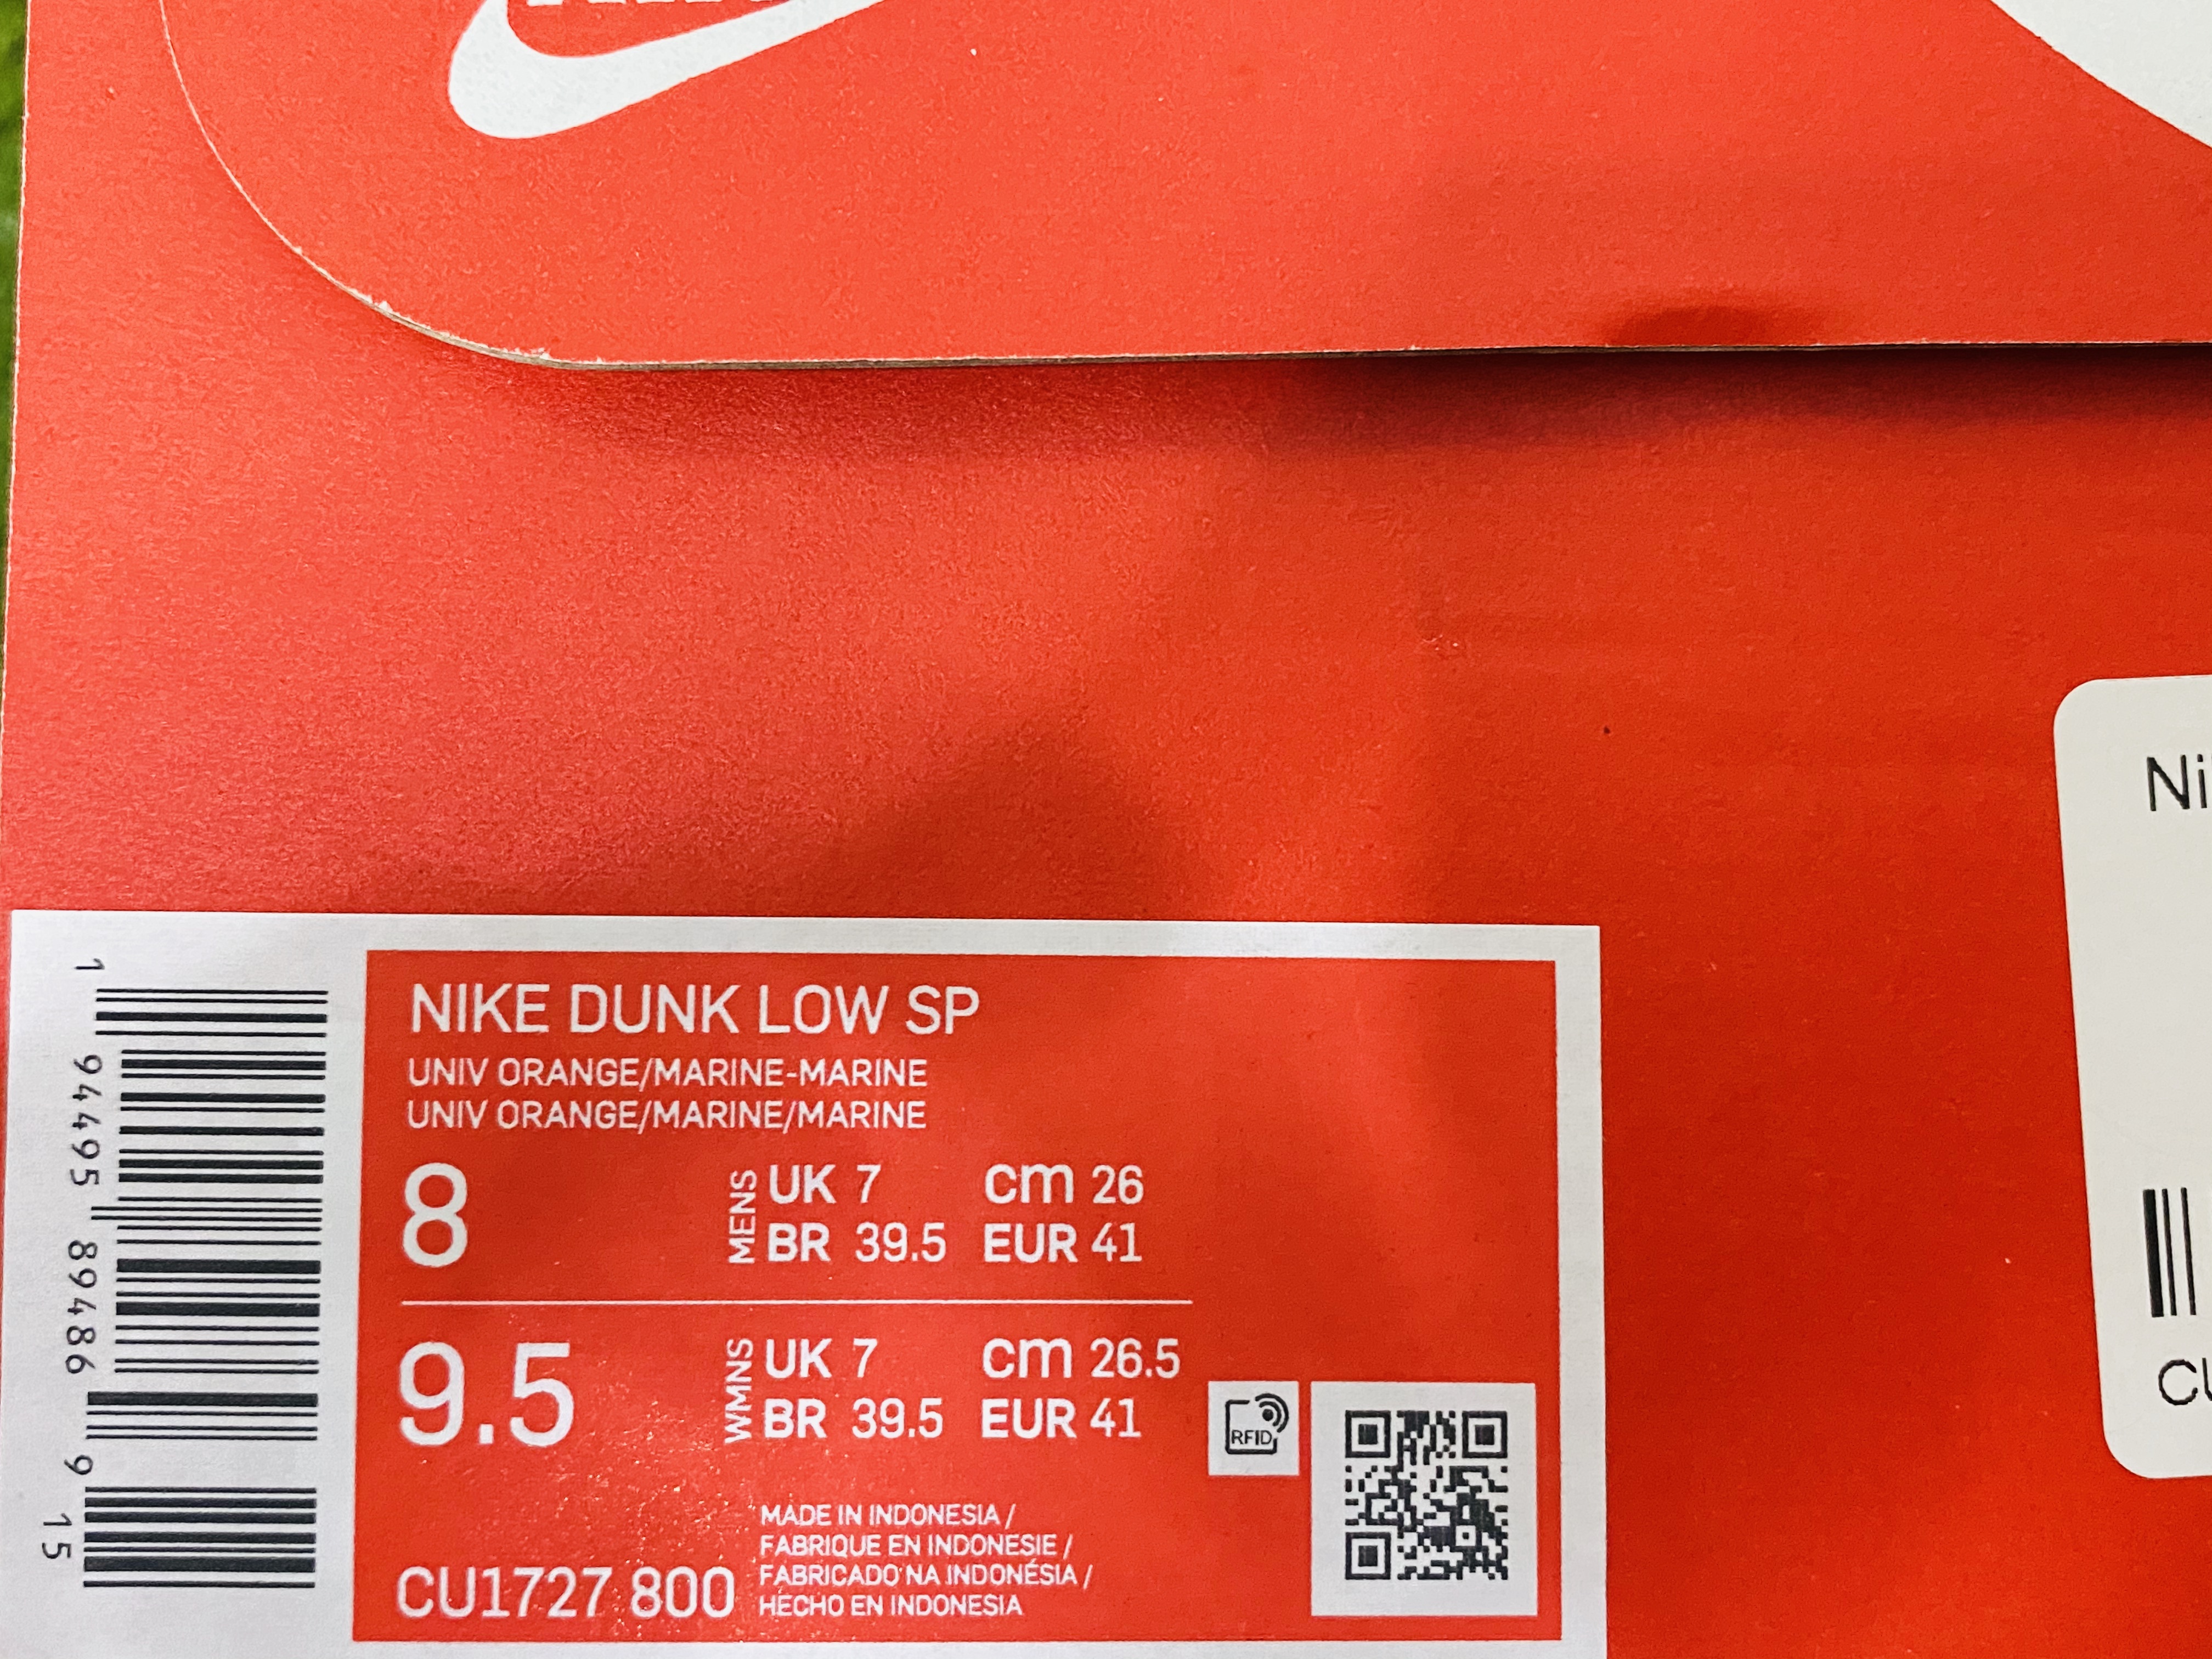 NIKE DUNK LOW SP
UNIV ORANGE/MARINE-MARINE
UNIV ORANGE/MARINE/MARINE
8
MENS
UK 7 cm 26
BR 39.5 EUR 41
9.5
WMNS
UK 7 cm 26.5
BR 39.5 EUR 41
RFID
CU1727 800
MADE IN INDONESIA /
FABRIQUE EN INDONESIE /
FABRICADO NA INDONÉSIA /
HECHO EN INDONESIA
1 94495 89486 9 15